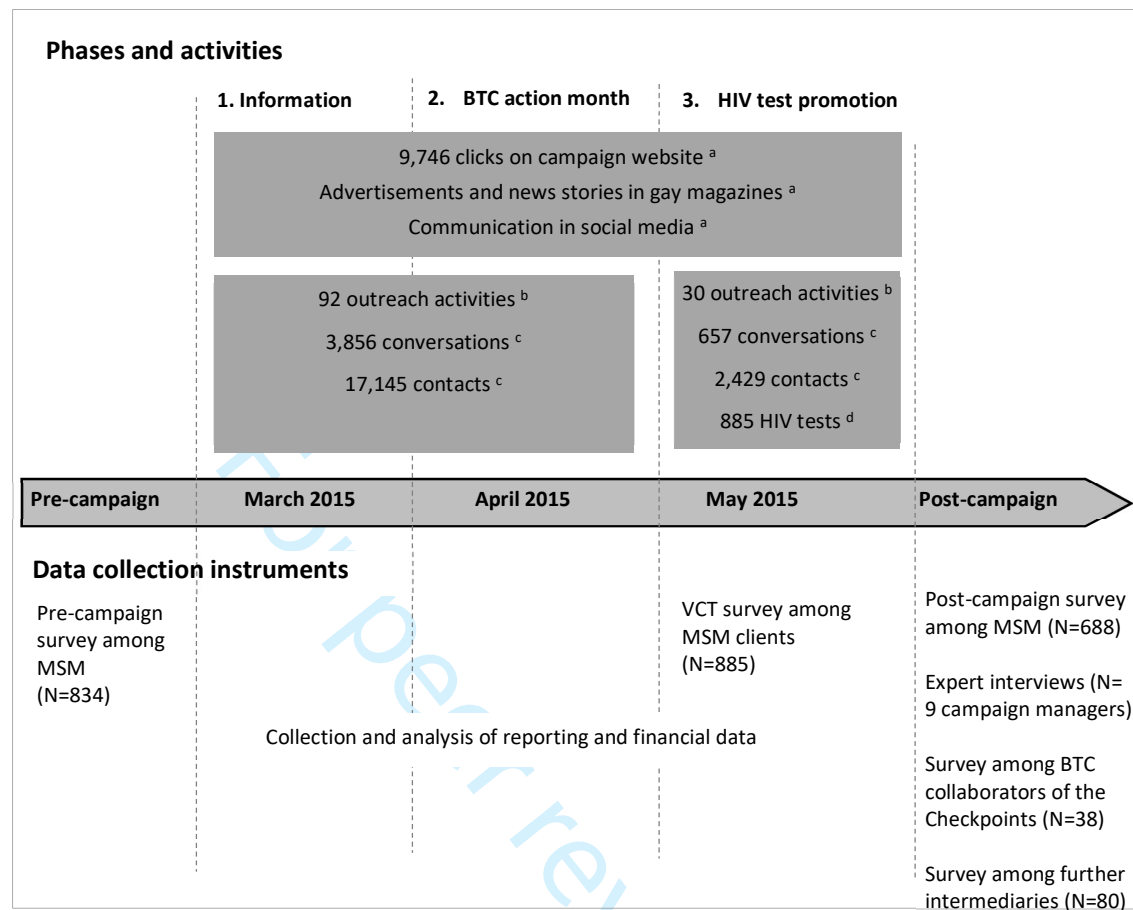 Phases and activities
1. Information
2. BTC action month
3. HIV test promotion
9,746 clicks on campaign website ᵃ
Advertisements and news stories in gay magazines ᵃ
Communication in social media ᵃ
92 outreach activities ᵇ
3,856 conversations ᶜ
17,145 contacts ᶜ
30 outreach activities ᵇ
657 conversations ᶜ
2,429 contacts ᶜ
885 HIV tests ᵈ
Pre-campaign
March 2015
April 2015
May 2015
Post-campaign
Data collection instruments
Pre-campaign
survey among
MSM
(N=834)
VCT survey among
MSM clients
(N=885)
Post-campaign survey
among MSM (N=688)
Expert interviews (N=
9 campaign managers)
Survey among BTC
collaborators of the
Checkpoints (N=38)
Survey among further
intermediaries (N=80)
Collection and analysis of reporting and financial data
For peer rev